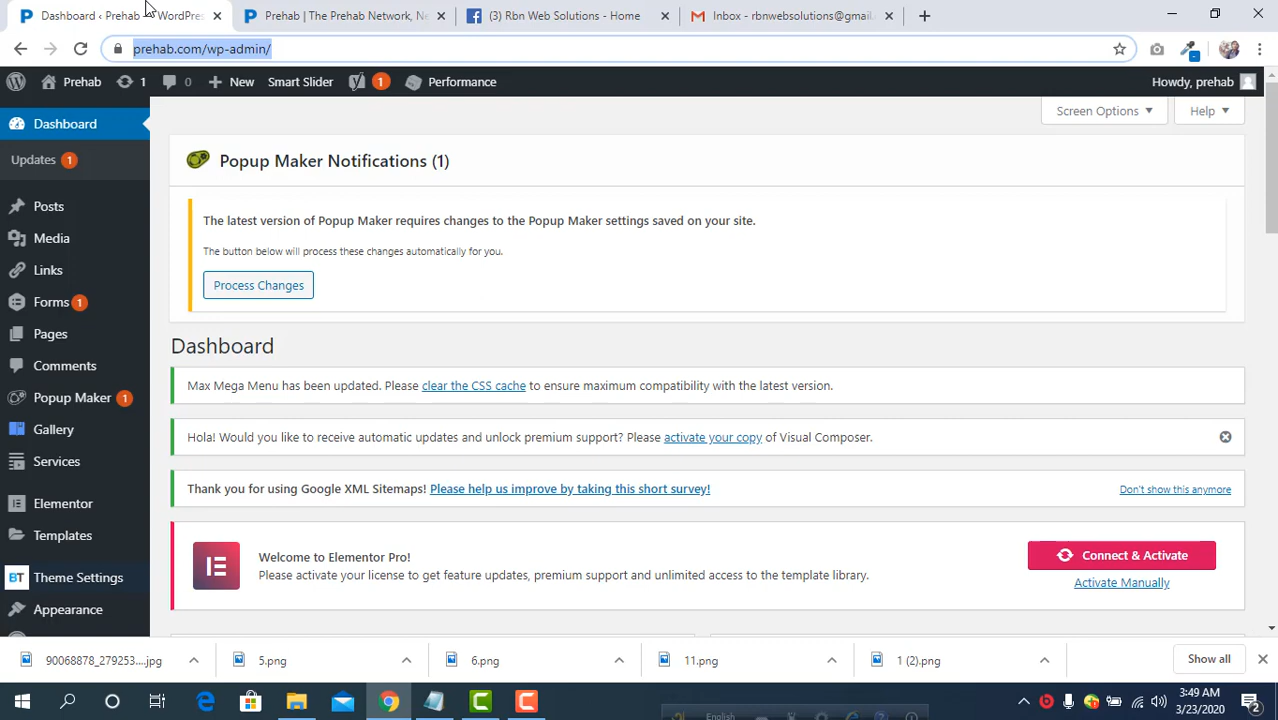 Dashboard ‹ Prehab — WordPres
Prehab | The Prehab Network, Ne
(3) Rbn Web Solutions - Home
Inbox - rbnwebsolutions@gmail.
prehab.com/wp-admin/
Prehab
1
0
New
Smart Slider
1
Performance
Howdy, prehab
Dashboard
Updates 1
Posts
Media
Links
Forms 1
Pages
Comments
Popup Maker 1
Gallery
Services
Elementor
Templates
BT Theme Settings
Appearance
Screen Options
Help
Popup Maker Notifications (1)
The latest version of Popup Maker requires changes to the Popup Maker settings saved on your site.
The button below will process these changes automatically for you.
Process Changes
Dashboard
Max Mega Menu has been updated. Please clear the CSS cache to ensure maximum compatibility with the latest version.
Hola! Would you like to receive automatic updates and unlock premium support? Please activate your copy of Visual Composer.
Thank you for using Google XML Sitemaps! Please help us improve by taking this short survey!
Don't show this anymore
Welcome to Elementor Pro!
Please activate your license to get feature updates, premium support and unlimited access to the template library.
Connect & Activate
Activate Manually
90068878_279253....jpg
5.png
6.png
11.png
1 (2).png
Show all
English
3:49 AM
3/23/2020
2